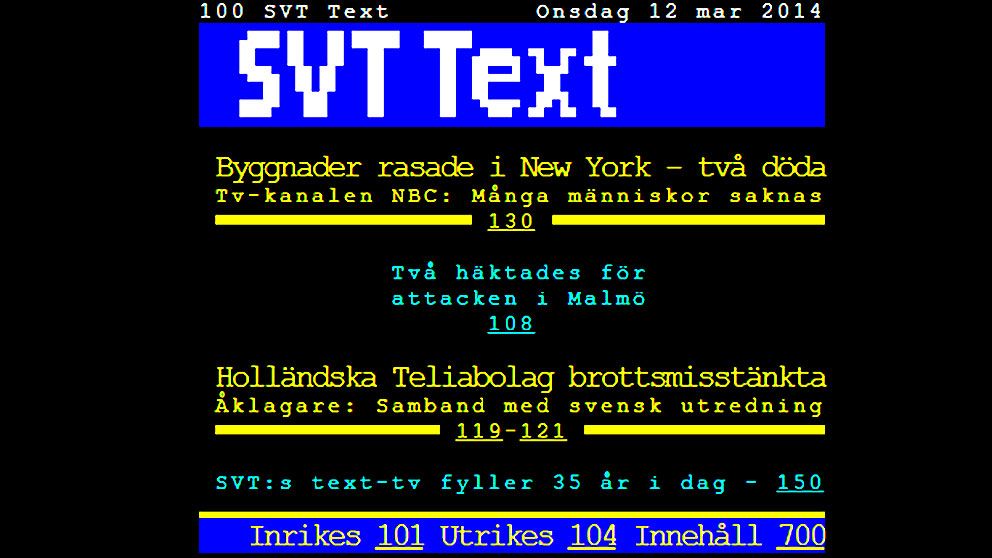 100 SVT Text Onsdag 12 mar 2014
SVT Text
Byggnader rasade i New York – två döda
Tv-kanalen NBC: Många människor saknas
130
Två häktades för
attacken i Malmö
108
Holländska Teliabolag brottsmisstänkta
Åklagare: Samband med svensk utredning
119-121
SVT:s text-tv fyller 35 år i dag - 150
Inrikes 101 Utrikes 104 Innehåll 700